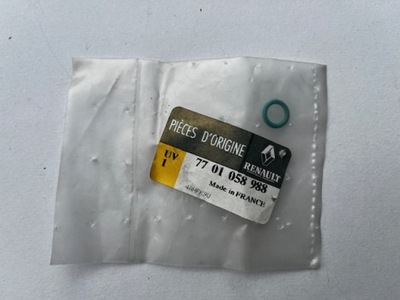 PIÈCES D'ORIGINE
RENAULT
UV
1
77 01 058 988
Made in FRANCE